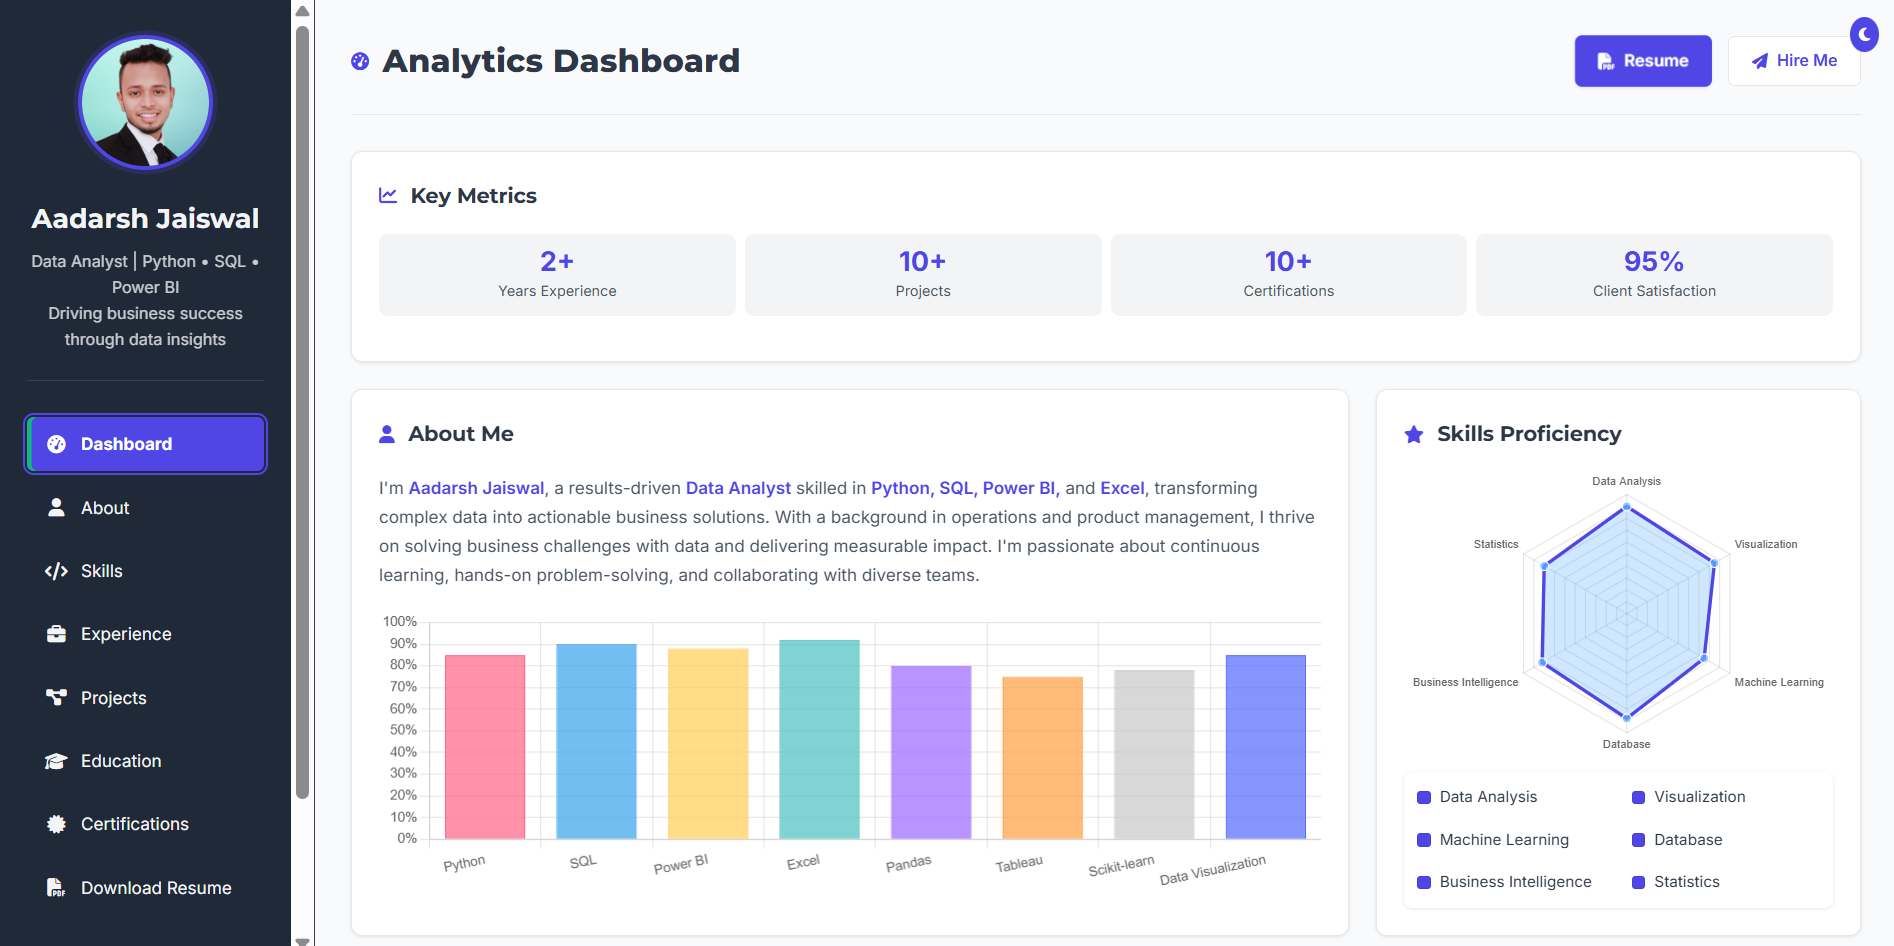 Aadarsh Jaiswal
Data Analyst | Python • SQL •
Power BI
Driving business success
through data insights
Dashboard
About
Skills
Experience
Projects
Education
Certifications
PDF
Download Resume
Analytics Dashboard
PDF
Resume
Hire Me
Key Metrics
2+
Years Experience
10+
Projects
10+
Certifications
95%
Client Satisfaction
About Me
I'm Aadarsh Jaiswal, a results-driven Data Analyst skilled in Python, SQL, Power BI, and Excel, transforming
complex data into actionable business solutions. With a background in operations and product management, I thrive
on solving business challenges with data and delivering measurable impact. I'm passionate about continuous
learning, hands-on problem-solving, and collaborating with diverse teams.
100%
90%
80%
70%
60%
50%
40%
30%
20%
10%
0%
Python
SQL
Power BI
Excel
Pandas
Tableau
Scikit-learn
Data Visualization
Skills Proficiency
Data Analysis
Statistics
Visualization
Business Intelligence
Machine Learning
Database
Data Analysis
Visualization
Machine Learning
Database
Business Intelligence
Statistics